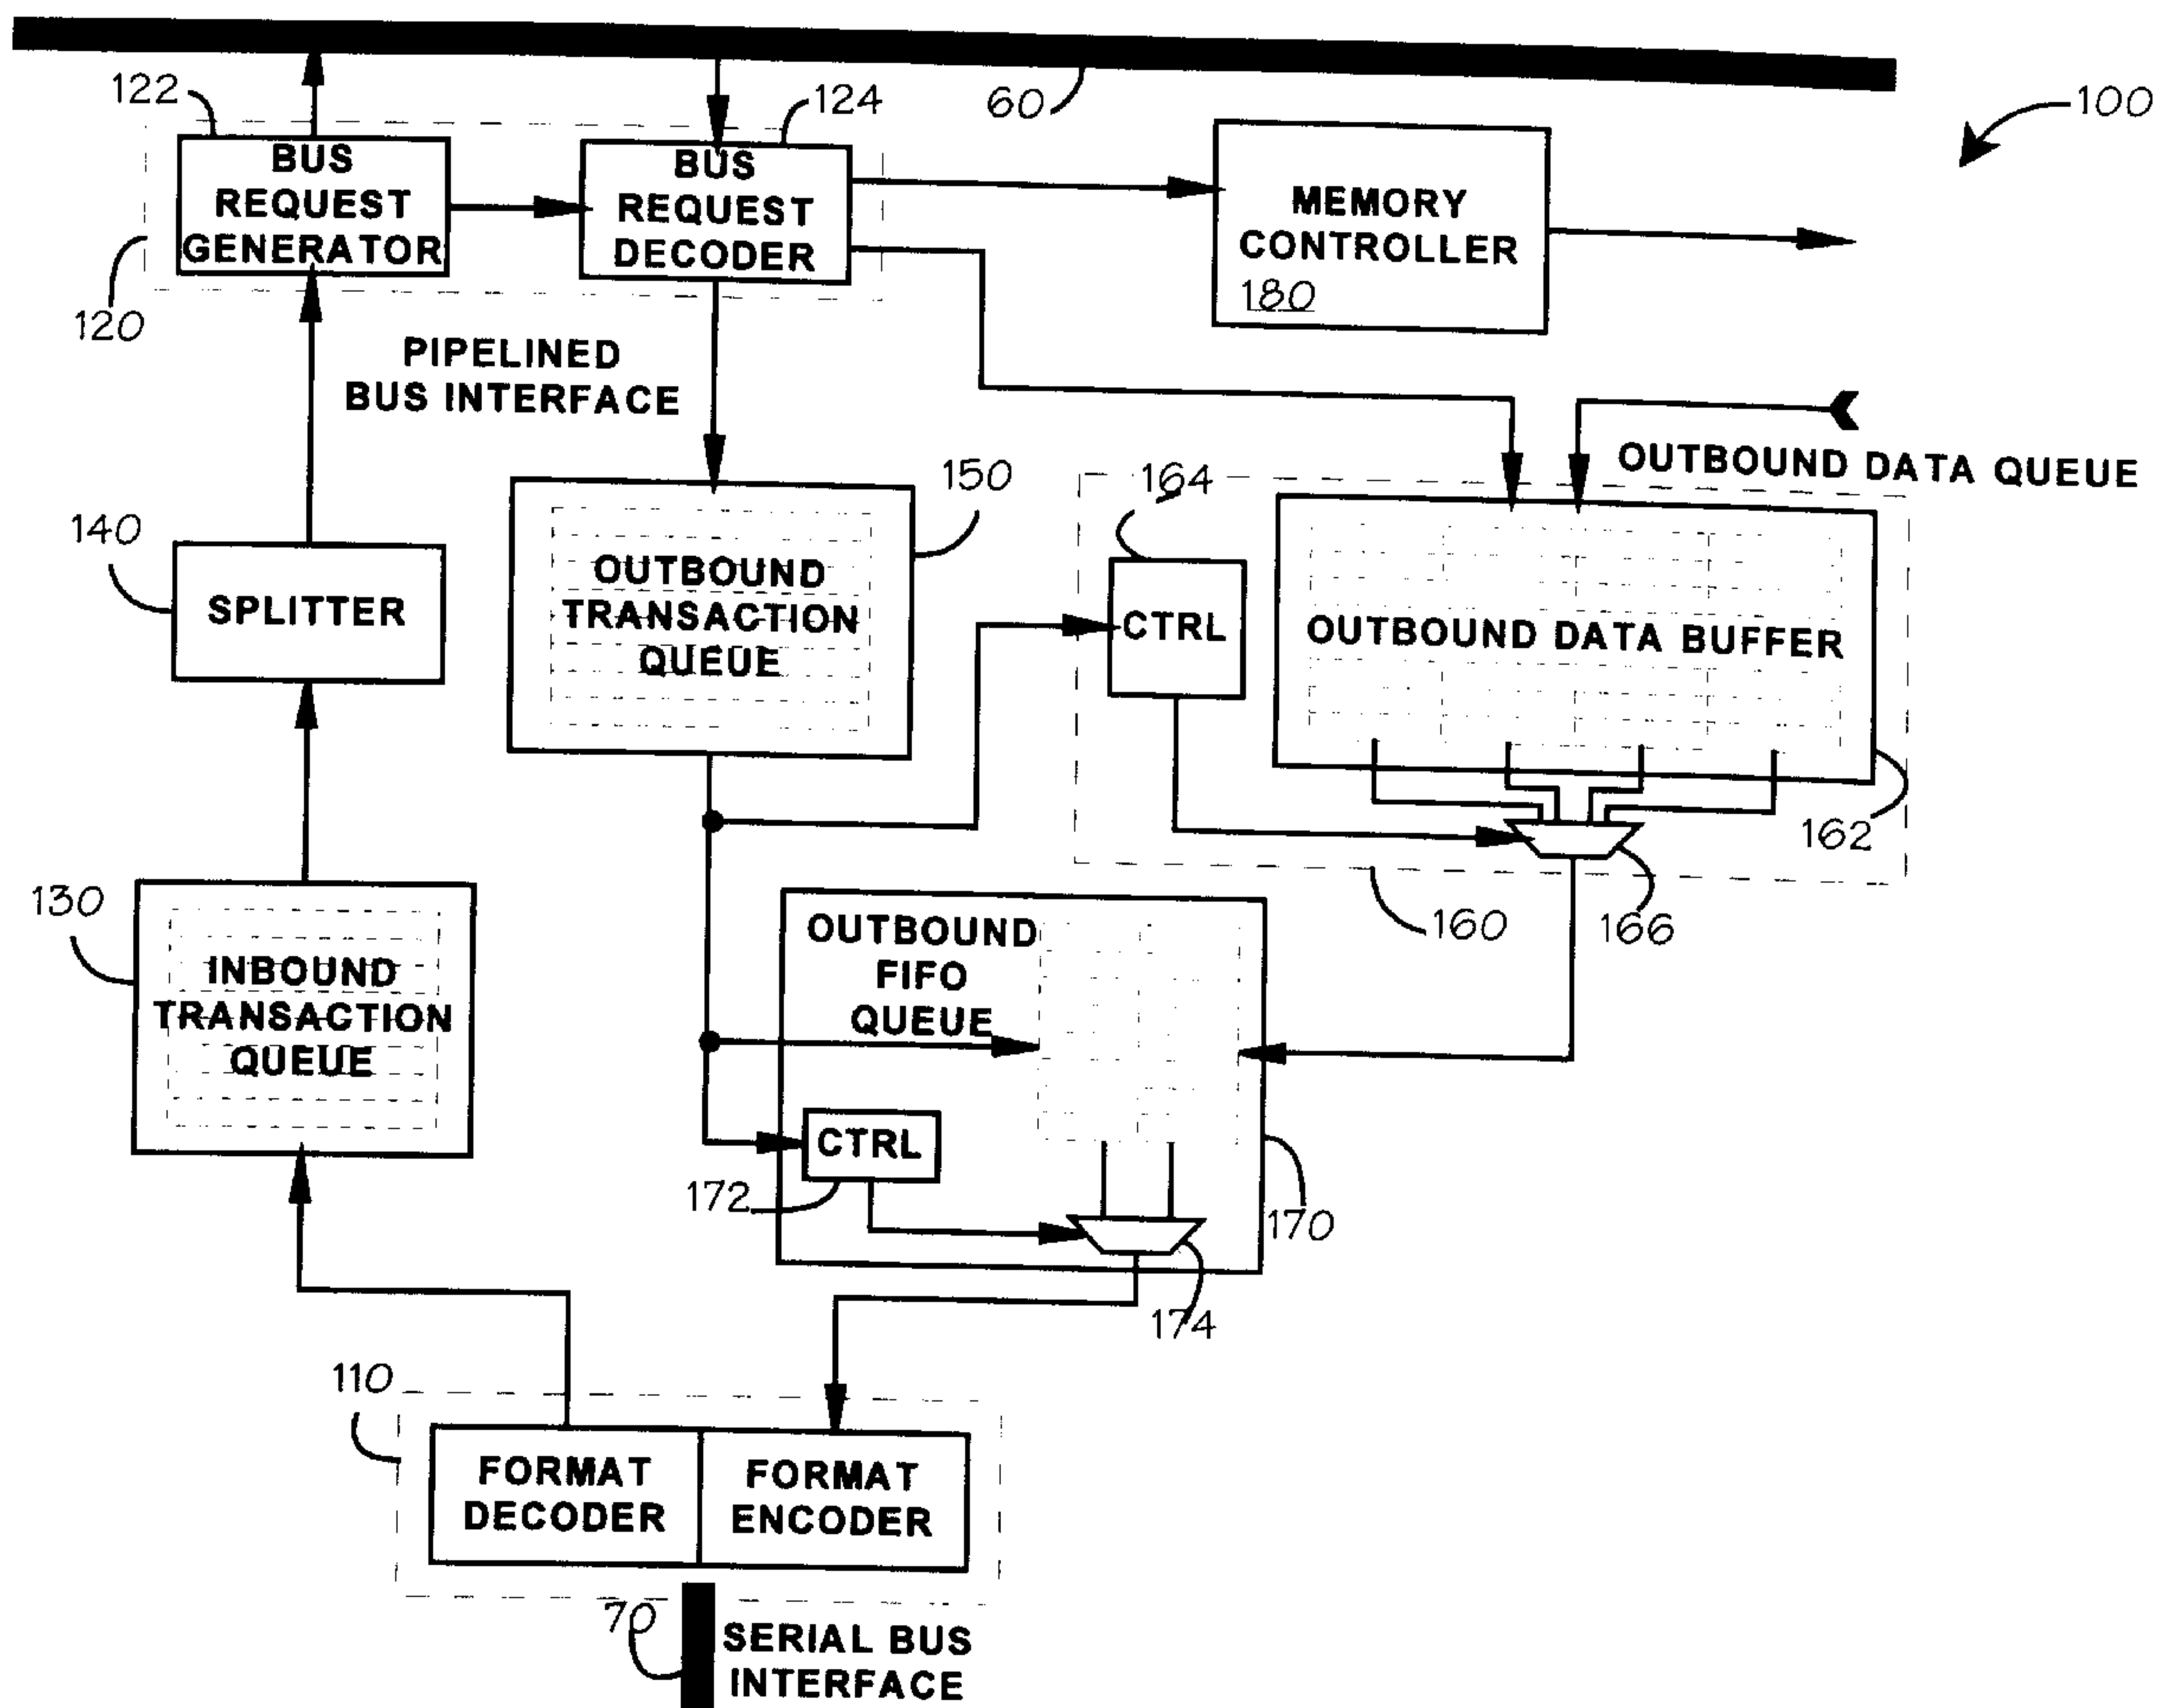 122
124
60
100
BUS
REQUEST
GENERATOR
BUS
REQUEST
DECODER
MEMORY
CONTROLLER
180
120
PIPELINED
BUS INTERFACE
OUTBOUND DATA QUEUE
150
164
140
SPLITTER
OUTBOUND
TRANSACTION
QUEUE
CTRL
OUTBOUND DATA BUFFER
162
130
INBOUND
TRANSACTION
QUEUE
OUTBOUND
FIFO
QUEUE
160
166
CTRL
172
170
174
110
FORMAT
DECODER
FORMAT
ENCODER
70
SERIAL BUS
INTERFACE